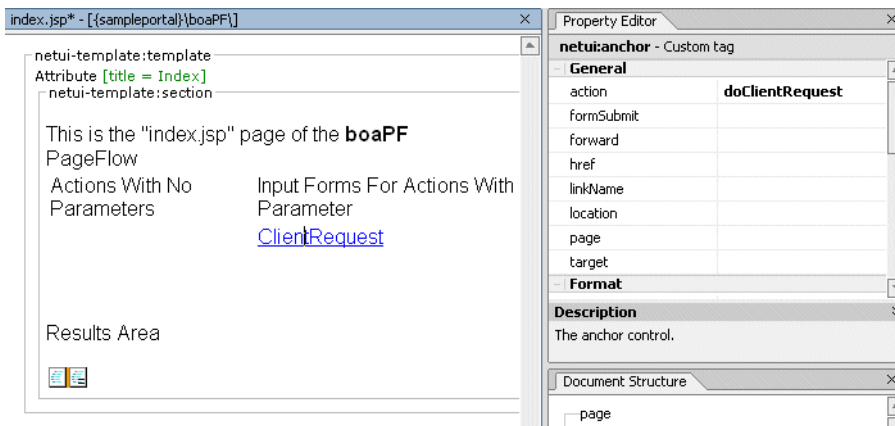 index.jsp* - [{sampleportal}\boaPF\]
netui-template:template
Attribute [title = Index]
netui-template:section
This is the "index.jsp" page of the boaPF
PageFlow
Actions With No
Parameters
Input Forms For Actions With
Parameter
ClientRequest
Results Area
Property Editor
netui:anchor - Custom tag
General
action doClientRequest
formSubmit
forward
href
linkName
location
page
target
Format
Description
The anchor control.
Document Structure
page